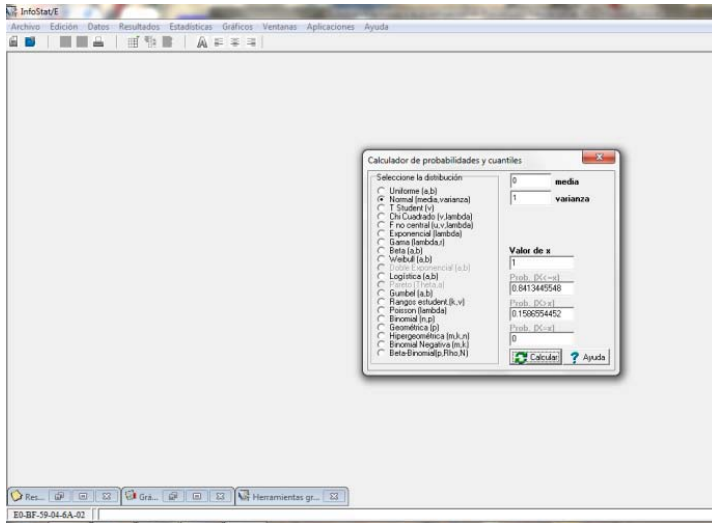 InfoStat/E
Archivo Edición Datos Resultados Estadísticas Gráficos Ventanas Aplicaciones Ayuda
Calculador de probabilidades y cuantiles
Seleccione la distribución
Uniforme (a,b)
Normal (media,varianza)
T Student (v)
Chi Cuadrado (v,lambda)
F no central (u,v,lambda)
Exponencial (lambda)
Gama (lambda,r)
Beta (a,b)
Weibull (a,b)
Doble Exponencial (a,b)
Logística (a,b)
Pareto (Theta,a)
Gumbel (a,b)
Rangos estudent.(k,v)
Poisson (lambda)
Binomial (n,p)
Geométrica (p)
Hipergeométrica (m,k,n)
Binomial Negativa (m,k)
Beta-Binomial(p,Rho,N)
0 media
1 varianza
Valor de x
1
Prob. (X<=x)
0.8413445548
Prob. (X>x)
0.1586554452
Prob. (X=x)
0
Calcular ? Ayuda
Res... Grá... Herramientas gr...
E0-BF-59-04-6A-02